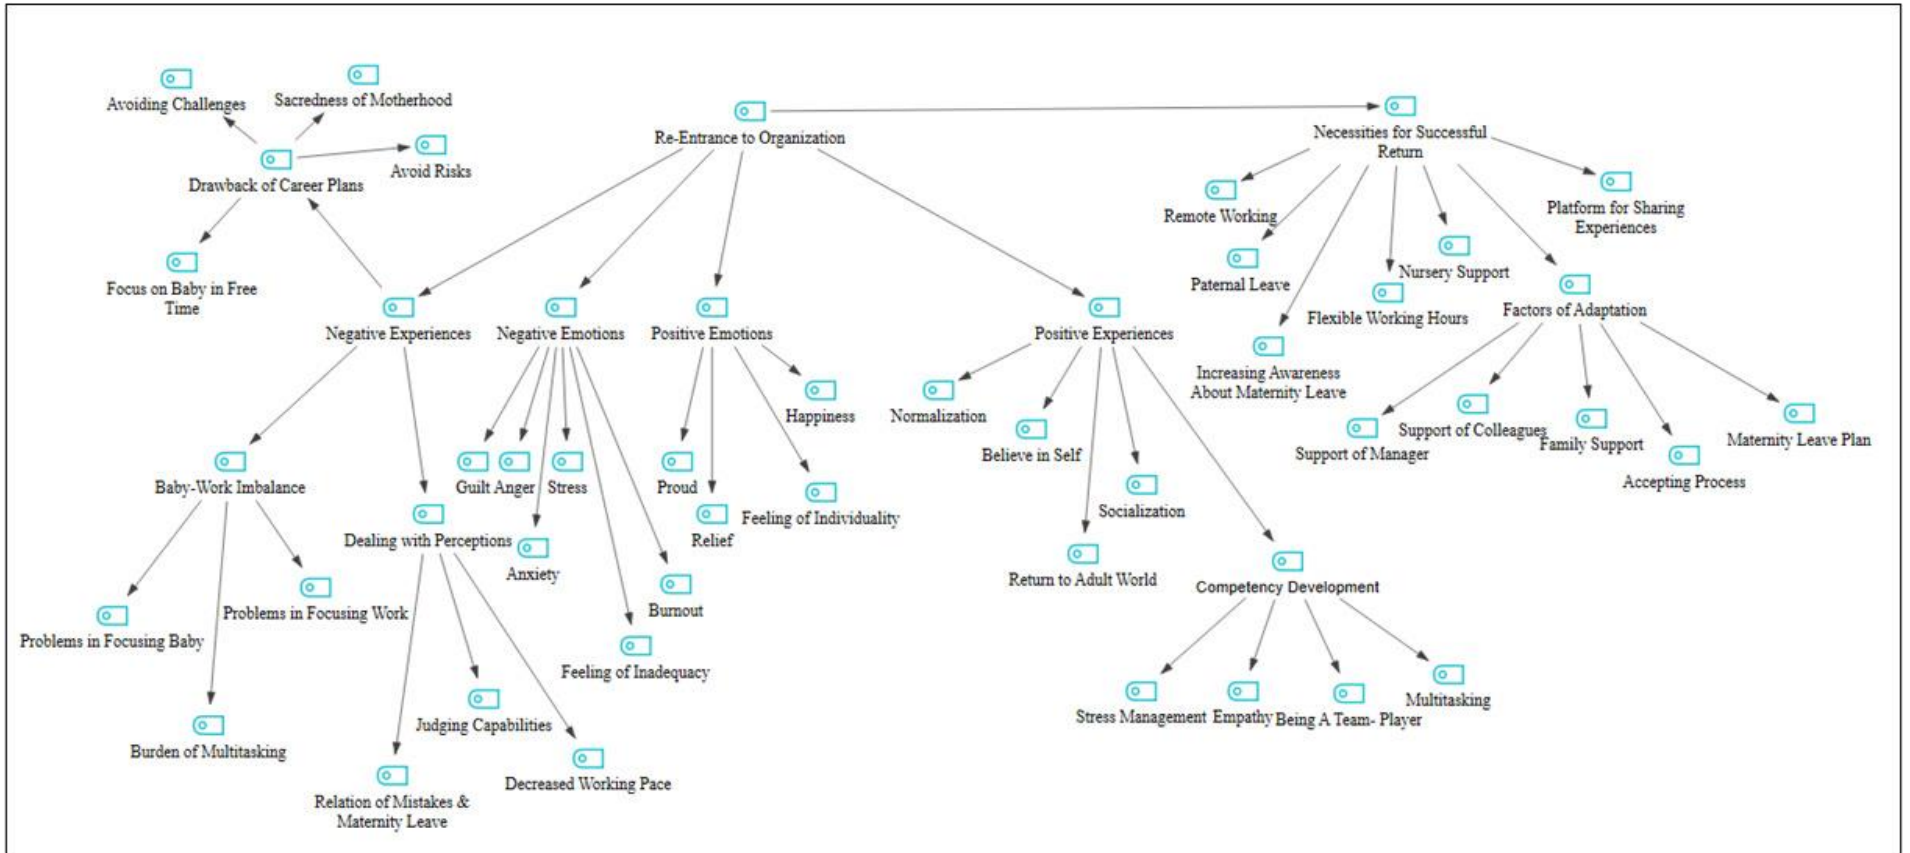 Avoiding Challenges
Sacredness of Motherhood
Avoid Risks
Drawback of Career Plans
Focus on Baby in Free
Time
Re-Entrance to Organization
Necessities for Successful
Return
Remote Working
Platform for Sharing
Experiences
Paternal Leave
Nursery Support
Flexible Working Hours
Factors of Adaptation
Increasing Awareness
About Maternity Leave
Negative Experiences
Negative Emotions
Positive Emotions
Positive Experiences
Happiness
Normalization
Believe in Self
Support of Manager
Support of Colleagues
Family Support
Accepting Process
Maternity Leave Plan
Baby-Work Imbalance
Guilt
Anger
Stress
Proud
Feeling of Individuality
Relief
Socialization
Dealing with Perceptions
Anxiety
Return to Adult World
Competency Development
Burnout
Problems in Focusing Work
Problems in Focusing Baby
Feeling of Inadequacy
Stress Management
Empathy
Being A Team- Player
Multitasking
Judging Capabilities
Burden of Multitasking
Decreased Working Pace
Relation of Mistakes &
Maternity Leave